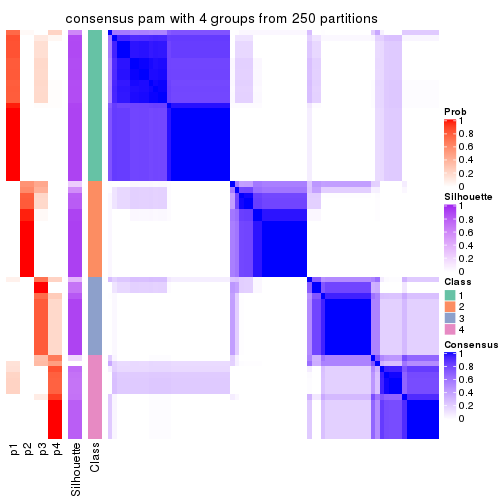 consensus pam with 4 groups from 250 partitions
Prob
1
0.8
0.6
0.4
0.2
0
Silhouette
1
0.8
0.6
0.4
0.2
0
Class
1
2
3
4
Consensus
1
0.8
0.6
0.4
0.2
0
p1
p2
p3
p4
Silhouette
Class